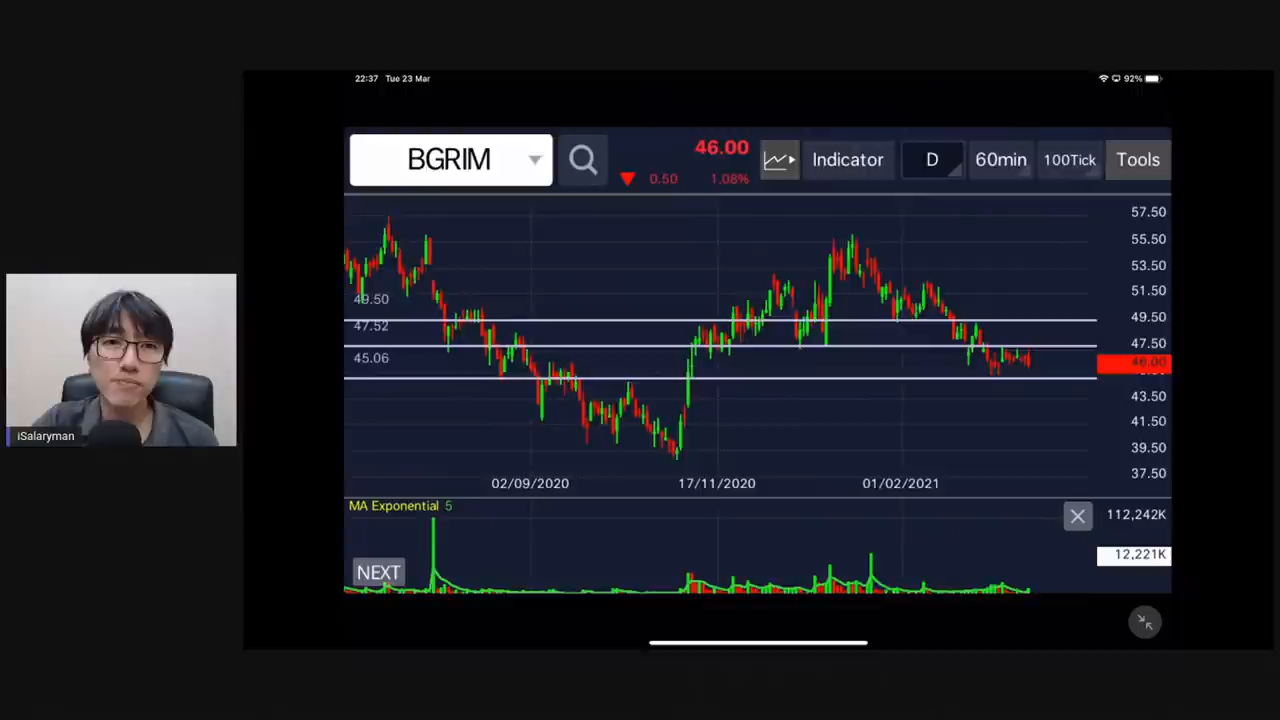 22:37 Tue 23 Mar
92%
BGRIM
46.00
0.50 1.08%
Indicator
D
60min
100Tick
Tools
57.50
55.50
53.50
51.50
49.50
49.50
47.52
47.50
45.06
46.00
43.50
41.50
39.50
37.50
02/09/2020
17/11/2020
01/02/2021
MA Exponential 5
112,242K
12,221K
NEXT
iSalaryman